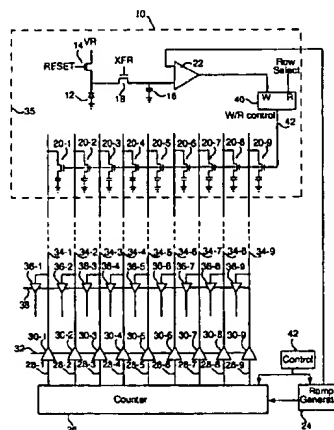 10
VR
14
RESET
XFR
22
Row Select
12
18
16
W R
40
W/R control
35
42
20-1 20-2 20-3 20-4 20-5 20-6 20-7 20-8 20-9
34-1 34-2 34-3 34-4 34-5 34-6 34-7 34-8 34-9
36-1 36-2 36-3 36-4 36-5 36-6 36-7 36-8 36-9
38
30-1 30-2 30-3 30-4 30-5 30-6 30-7 30-8 30-9
32
28-1 28-2 28-3 28-4 28-5 28-6 28-7 28-8 28-9
42
Control
Counter
Ramp Generator
26
24